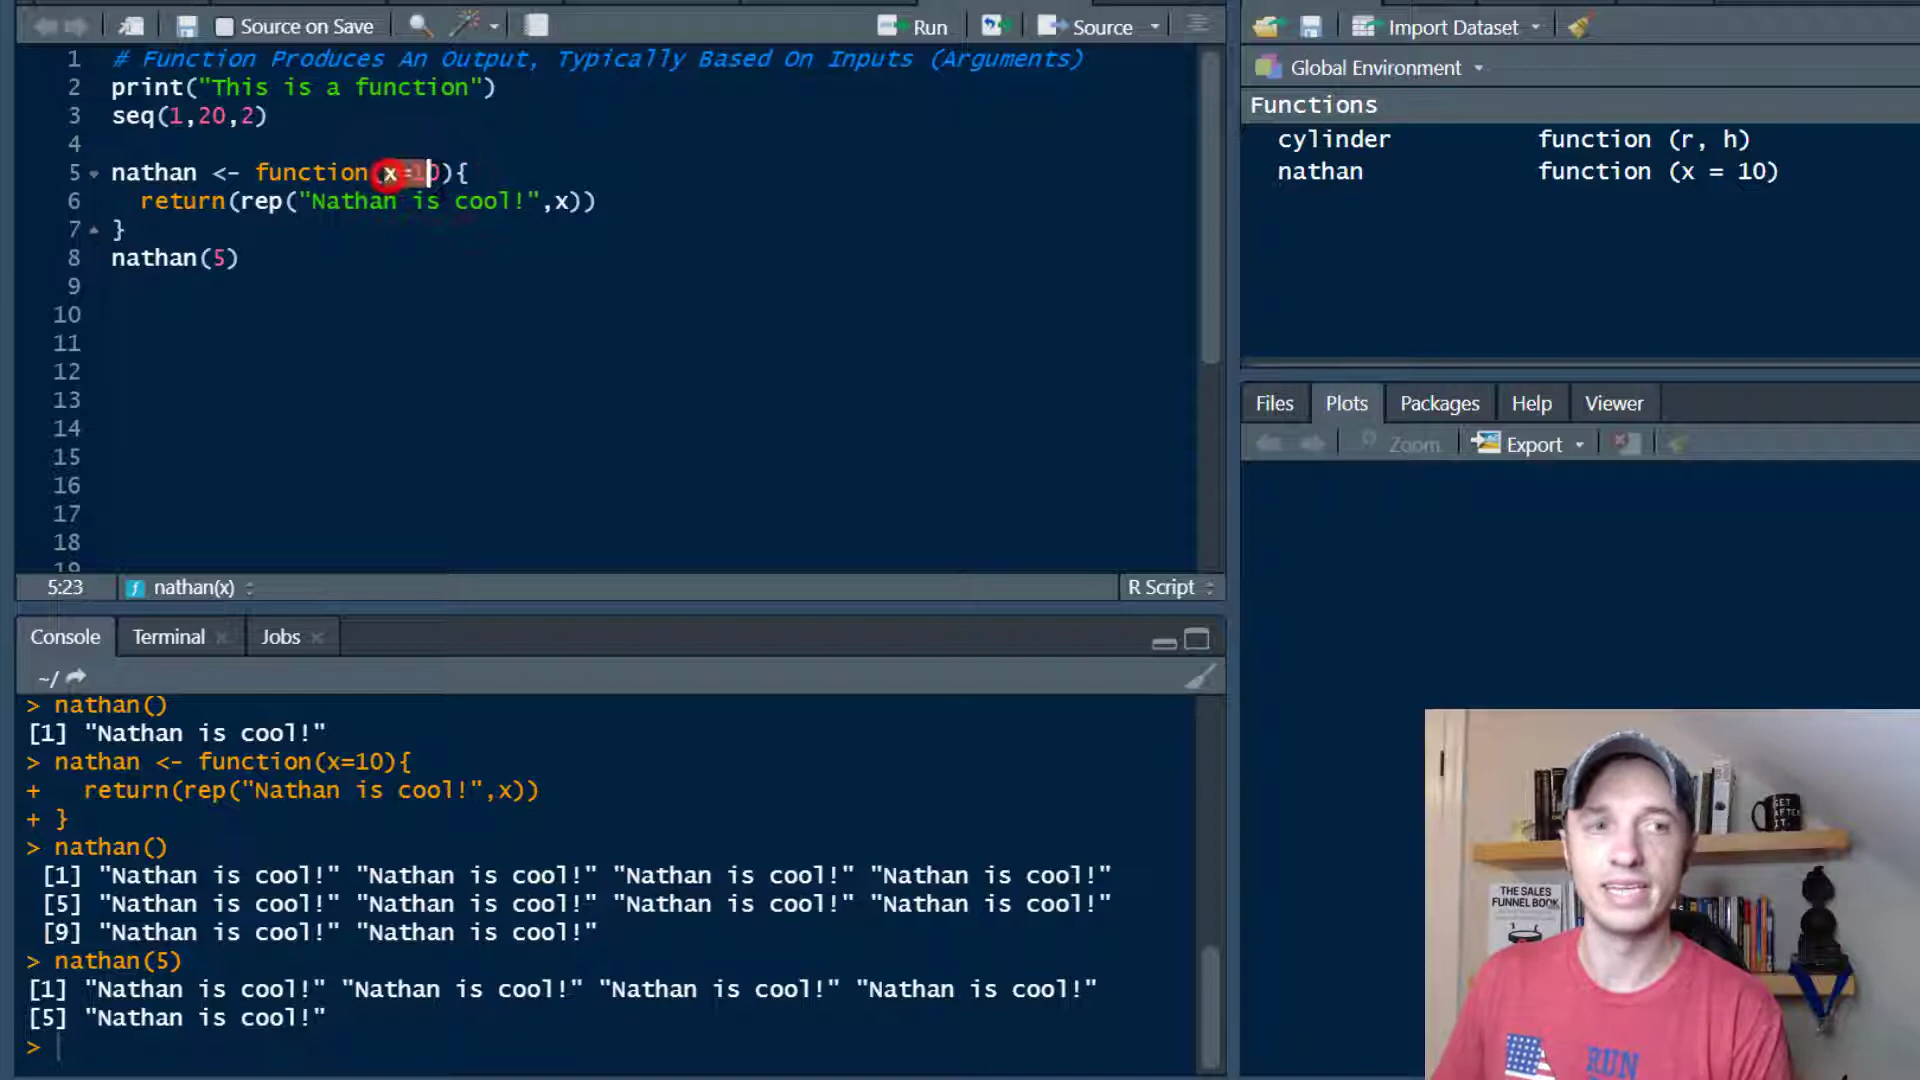 Source on Save
Run
Source
1 # Function Produces An Output, Typically Based On Inputs (Arguments)
2 print("This is a function")
3 seq(1,20,2)
4
5 nathan <- function(x=10){
6 return(rep("Nathan is cool!",x))
7 }
8 nathan(5)
9
10
11
12
13
14
15
16
17
18
19
5:23
nathan(x)
R Script
Console
Terminal
Jobs
~/
> nathan()
[1] "Nathan is cool!"
> nathan <- function(x=10){
+ return(rep("Nathan is cool!",x))
+ }
> nathan()
[1] "Nathan is cool!" "Nathan is cool!" "Nathan is cool!" "Nathan is cool!"
[5] "Nathan is cool!" "Nathan is cool!" "Nathan is cool!" "Nathan is cool!"
[9] "Nathan is cool!" "Nathan is cool!"
> nathan(5)
[1] "Nathan is cool!" "Nathan is cool!" "Nathan is cool!" "Nathan is cool!"
[5] "Nathan is cool!"
>
Import Dataset
Global Environment
Functions
cylinder function (r, h)
nathan function (x = 10)
Files
Plots
Packages
Help
Viewer
Zoom
Export
GET
AFTER
IT.
THE SALES
FUNNEL BOOK
RUN